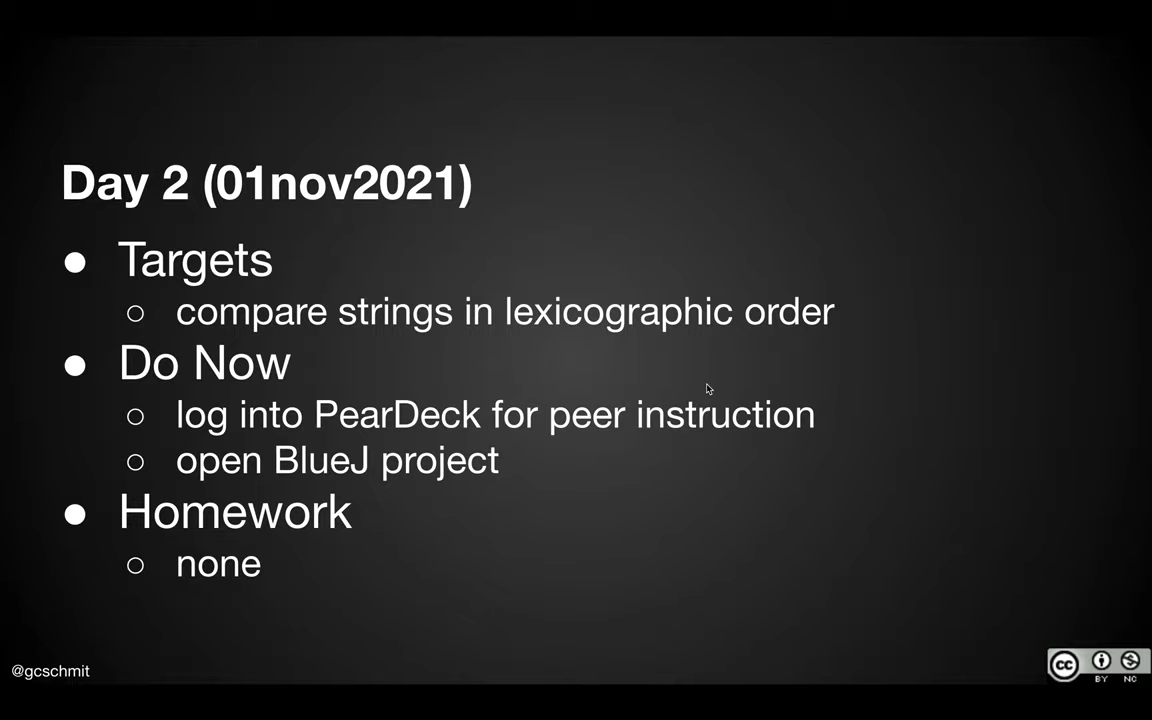 Day 2 (01nov2021)
● Targets
○ compare strings in lexicographic order
● Do Now
○ log into PearDeck for peer instruction
○ open BlueJ project
● Homework
○ none
@gcschmit
cc
BY NC